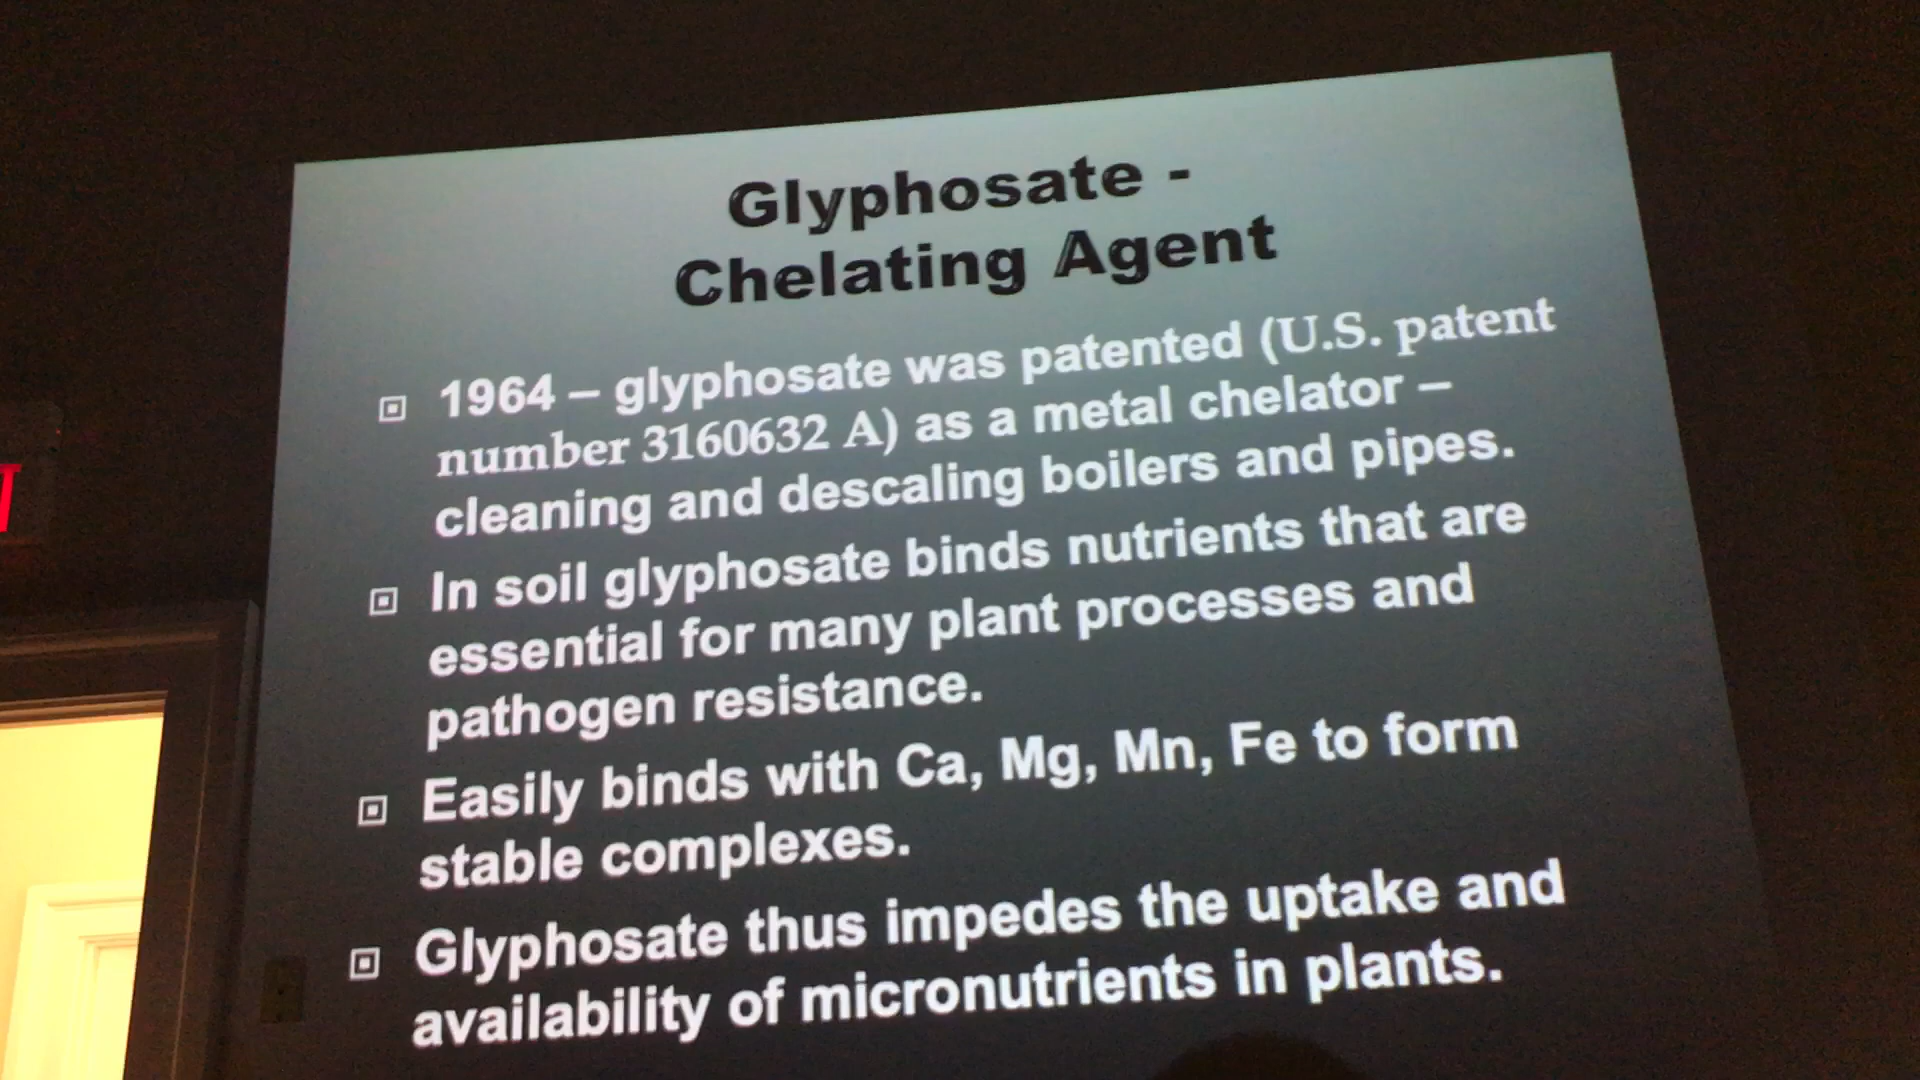 Glyphosate -
Chelating Agent
1964 – glyphosate was patented (U.S. patent
number 3160632 A) as a metal chelator –
cleaning and descaling boilers and pipes.
In soil glyphosate binds nutrients that are
essential for many plant processes and
pathogen resistance.
Easily binds with Ca, Mg, Mn, Fe to form
stable complexes.
Glyphosate thus impedes the uptake and
availability of micronutrients in plants.